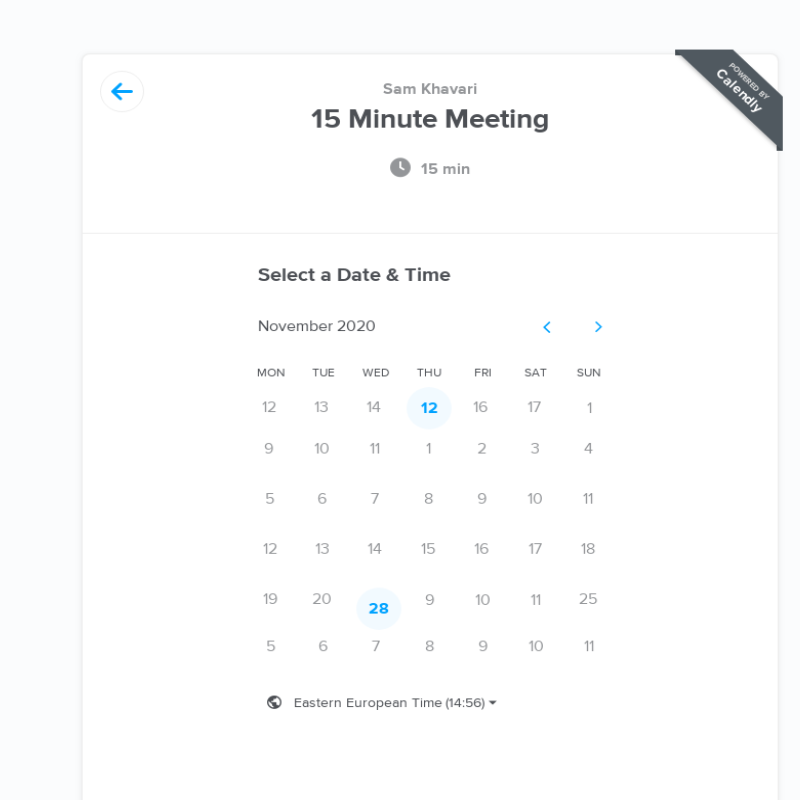 Sam Khavari
15 Minute Meeting
15 min
POWERED BY
Calendly
Select a Date & Time
November 2020
MON TUE WED THU FRI SAT SUN
12 13 14 12 16 17 1
9 10 11 1 2 3 4
5 6 7 8 9 10 11
12 13 14 15 16 17 18
19 20 28 9 10 11 25
5 6 7 8 9 10 11
Eastern European Time (14:56)